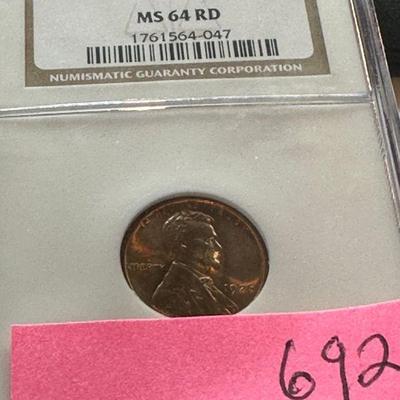 MS 64 RD
1761564-047
NUMISMATIC GUARANTY CORPORATION
LIBERTY
692